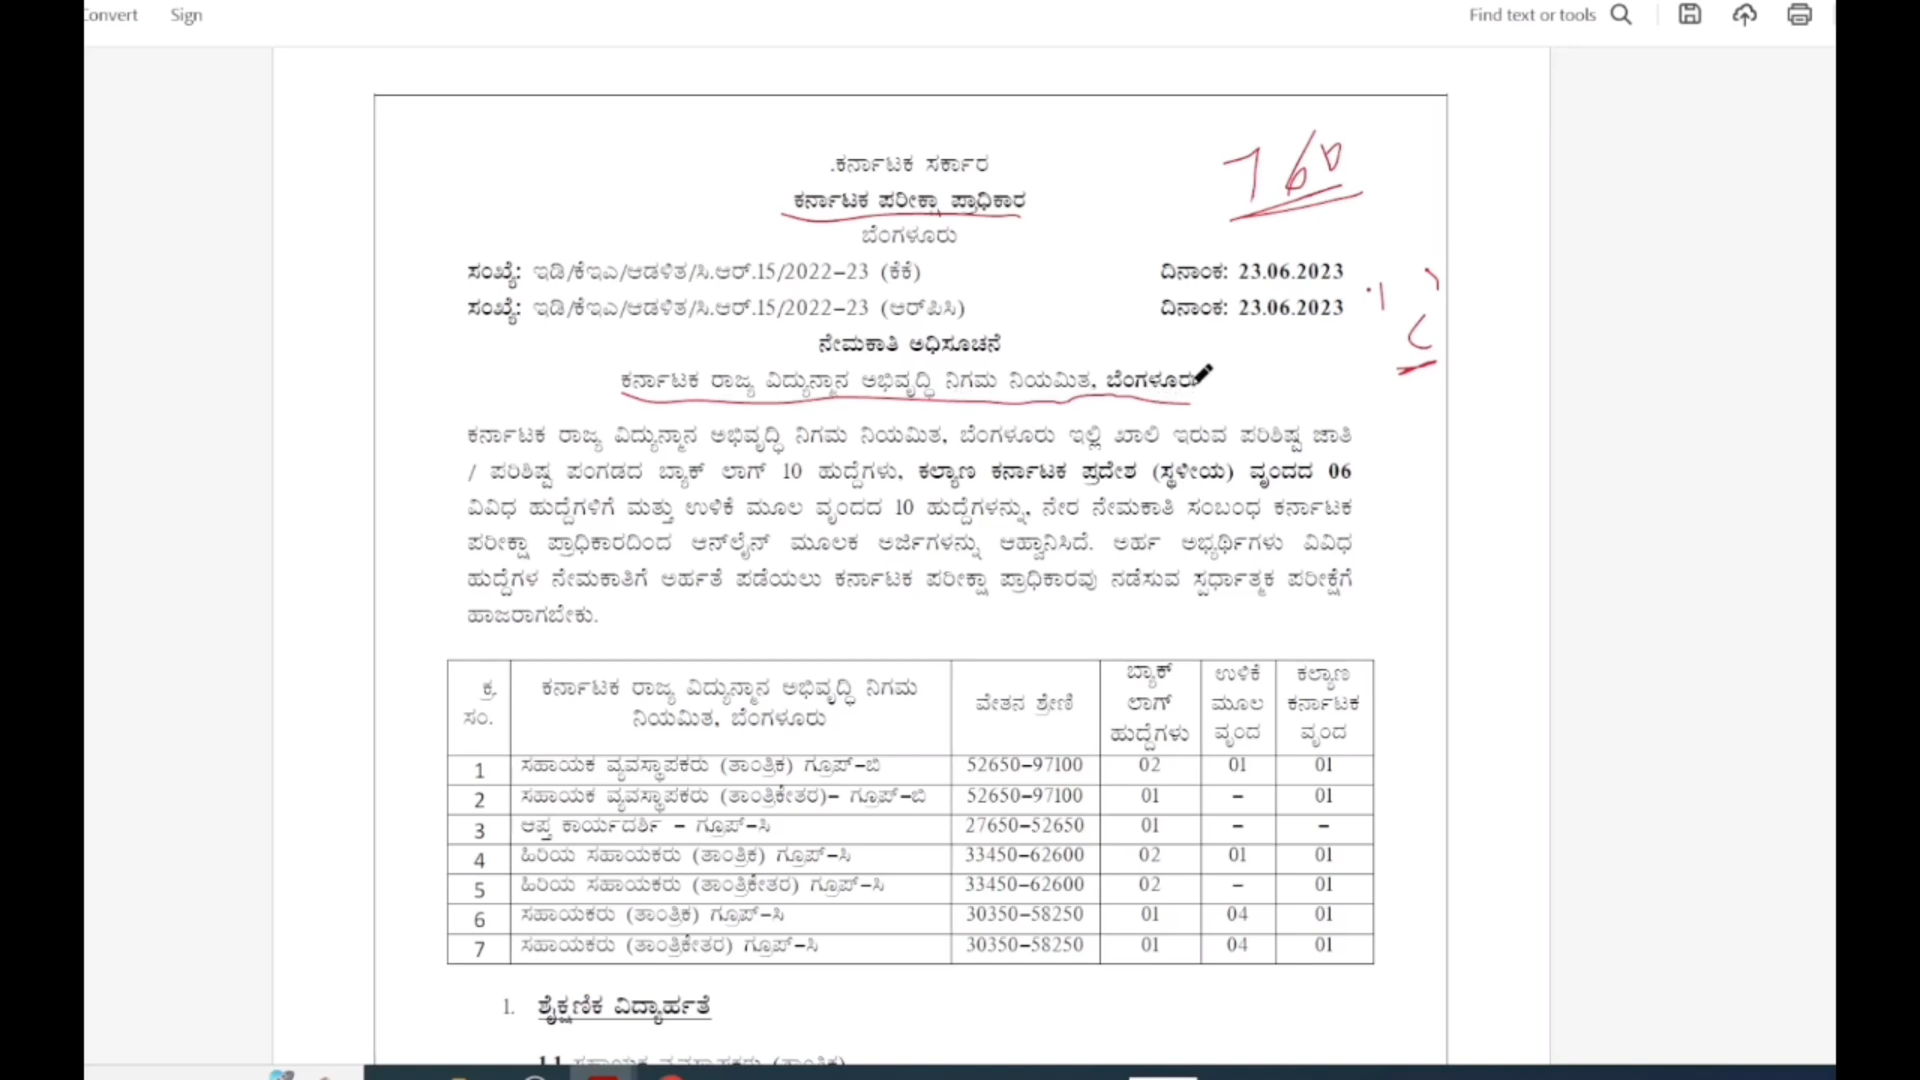 Convert
Sign
Find text or tools
760
.ಕರ್ನಾಟಕ ಸರ್ಕಾರ
ಕರ್ನಾಟಕ ಪರೀಕ್ಷಾ ಪ್ರಾಧಿಕಾರ
ಬೆಂಗಳೂರು
ಸಂಖ್ಯೆ: ಇಡಿ/ಕೆಇಎ/ಆಡಳಿತ/ಸಿ.ಆರ್.15/2022-23 (ಕೆಕೆ) ದಿನಾಂಕ: 23.06.2023
ಸಂಖ್ಯೆ: ಇಡಿ/ಕೆಇಎ/ಆಡಳಿತ/ಸಿ.ಆರ್.15/2022-23 (ಆರ್‌ಪಿಸಿ) ದಿನಾಂಕ: 23.06.2023
ನೇಮಕಾತಿ ಅಧಿಸೂಚನೆ
ಕರ್ನಾಟಕ ರಾಜ್ಯ ವಿದ್ಯುನ್ಮಾನ ಅಭಿವೃದ್ಧಿ ನಿಗಮ ನಿಯಮಿತ, ಬೆಂಗಳೂರು
ಕರ್ನಾಟಕ ರಾಜ್ಯ ವಿದ್ಯುನ್ಮಾನ ಅಭಿವೃದ್ಧಿ ನಿಗಮ ನಿಯಮಿತ, ಬೆಂಗಳೂರು ಇಲ್ಲಿ ಖಾಲಿ ಇರುವ ಪರಿಶಿಷ್ಟ ಜಾತಿ
/ ಪರಿಶಿಷ್ಟ ಪಂಗಡದ ಬ್ಯಾಕ್ ಲಾಗ್ 10 ಹುದ್ದೆಗಳು, ಕಲ್ಯಾಣ ಕರ್ನಾಟಕ ಪ್ರದೇಶ (ಸ್ಥಳೀಯ) ವೃಂದದ 06
ವಿವಿಧ ಹುದ್ದೆಗಳಿಗೆ ಮತ್ತು ಉಳಿಕೆ ಮೂಲ ವೃಂದದ 10 ಹುದ್ದೆಗಳನ್ನು, ನೇರ ನೇಮಕಾತಿ ಸಂಬಂಧ ಕರ್ನಾಟಕ
ಪರೀಕ್ಷಾ ಪ್ರಾಧಿಕಾರದಿಂದ ಆನ್‌ಲೈನ್ ಮೂಲಕ ಅರ್ಜಿಗಳನ್ನು ಆಹ್ವಾನಿಸಿದೆ. ಅರ್ಹ ಅಭ್ಯರ್ಥಿಗಳು ವಿವಿಧ
ಹುದ್ದೆಗಳ ನೇಮಕಾತಿಗೆ ಅರ್ಹತೆ ಪಡೆಯಲು ಕರ್ನಾಟಕ ಪರೀಕ್ಷಾ ಪ್ರಾಧಿಕಾರವು ನಡೆಸುವ ಸ್ಪರ್ಧಾತ್ಮಕ ಪರೀಕ್ಷೆಗೆ
ಹಾಜರಾಗಬೇಕು.
ಕ್ರ. ಸಂ. ಕರ್ನಾಟಕ ರಾಜ್ಯ ವಿದ್ಯುನ್ಮಾನ ಅಭಿವೃದ್ಧಿ ನಿಗಮ ನಿಯಮಿತ, ಬೆಂಗಳೂರು ವೇತನ ಶ್ರೇಣಿ ಬ್ಯಾಕ್ ಲಾಗ್ ಹುದ್ದೆಗಳು ಉಳಿಕೆ ಮೂಲ ವೃಂದ ಕಲ್ಯಾಣ ಕರ್ನಾಟಕ ವೃಂದ
1 ಸಹಾಯಕ ವ್ಯವಸ್ಥಾಪಕರು (ತಾಂತ್ರಿಕ) ಗ್ರೂಪ್-ಬಿ 52650-97100 02 01 01
2 ಸಹಾಯಕ ವ್ಯವಸ್ಥಾಪಕರು (ತಾಂತ್ರಿಕೇತರ)- ಗ್ರೂಪ್-ಬಿ 52650-97100 01 - 01
3 ಆಪ್ತ ಕಾರ್ಯದರ್ಶಿ - ಗ್ರೂಪ್-ಸಿ 27650-52650 01 - -
4 ಹಿರಿಯ ಸಹಾಯಕರು (ತಾಂತ್ರಿಕ) ಗ್ರೂಪ್-ಸಿ 33450-62600 02 01 01
5 ಹಿರಿಯ ಸಹಾಯಕರು (ತಾಂತ್ರಿಕೇತರ) ಗ್ರೂಪ್-ಸಿ 33450-62600 02 - 01
6 ಸಹಾಯಕರು (ತಾಂತ್ರಿಕ) ಗ್ರೂಪ್-ಸಿ 30350-58250 01 04 01
7 ಸಹಾಯಕರು (ತಾಂತ್ರಿಕೇತರ) ಗ್ರೂಪ್-ಸಿ 30350-58250 01 04 01
1. ಶೈಕ್ಷಣಿಕ ವಿದ್ಯಾರ್ಹತೆ